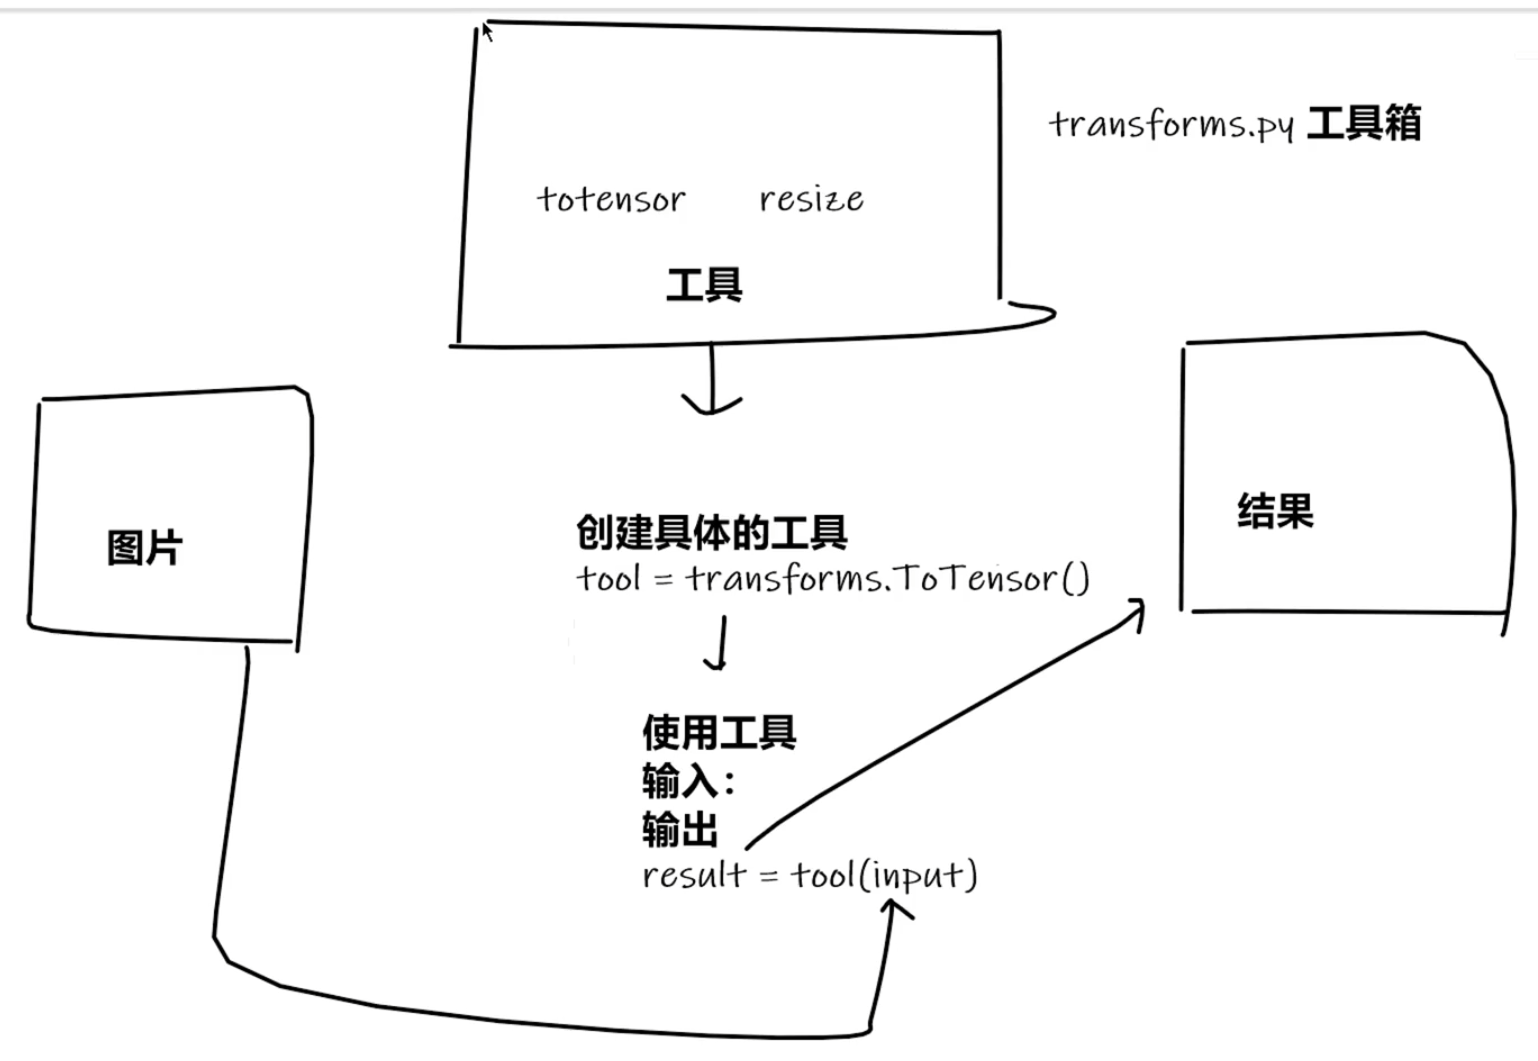 transforms.py 工具箱
totensor resize
工具
图片
结果
创建具体的工具
tool = transforms.ToTensor()
使用工具
输入：
输出
result = tool(input)